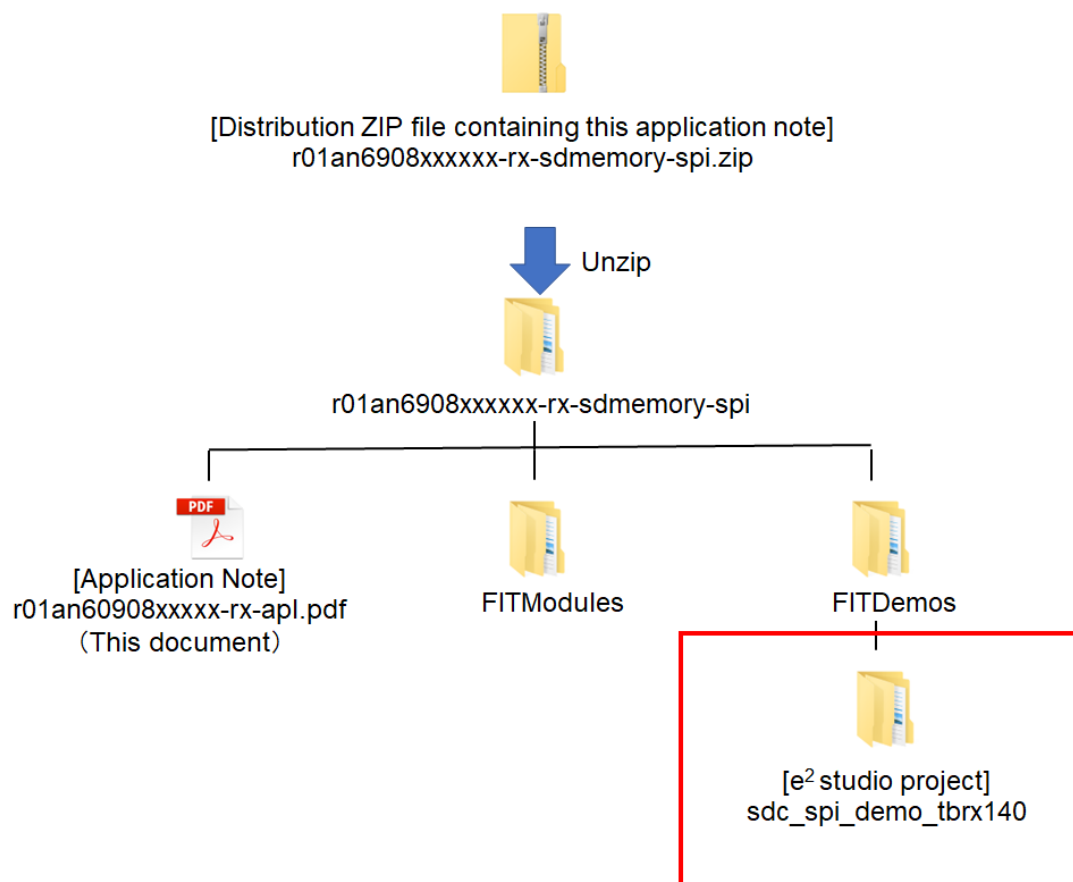 [Distribution ZIP file containing this application note]
r01an6908xxxxxx-rx-sdmemory-spi.zip
Unzip
r01an6908xxxxxx-rx-sdmemory-spi
PDF
[Application Note]
r01an60908xxxxx-rx-apl.pdf
（This document）
FITModules
FITDemos
[e² studio project]
sdc_spi_demo_tbrx140